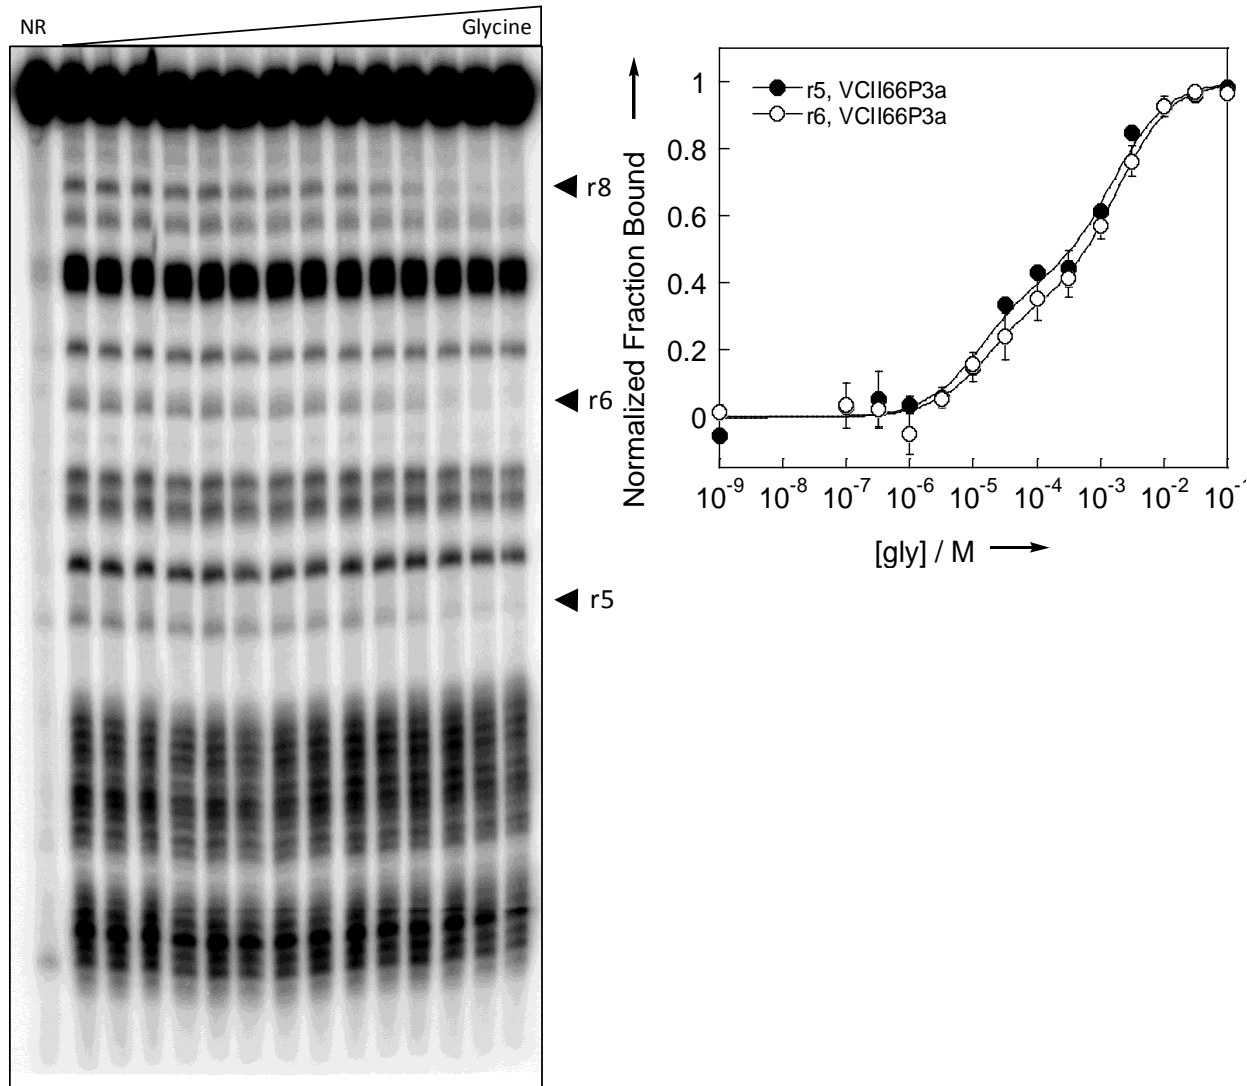 NR
Glycine
r8
r6
r5
Normalized Fraction Bound
r5, VCII66P3a
r6, VCII66P3a
1
0.8
0.6
0.4
0.2
0
10⁻⁹ 10⁻⁸ 10⁻⁷ 10⁻⁶ 10⁻⁵ 10⁻⁴ 10⁻³ 10⁻² 10⁻¹
[gly] / M